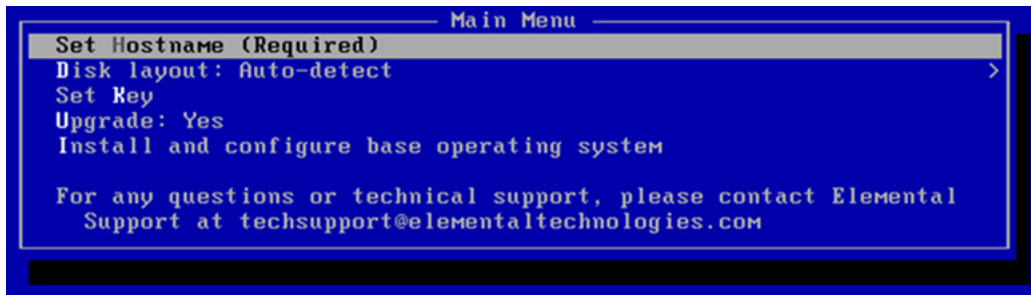 Main Menu
Set Hostname (Required)
Disk layout: Auto-detect >
Set Key
Upgrade: Yes
Install and configure base operating system
For any questions or technical support, please contact Elemental
Support at techsupport@elementaltechnologies.com